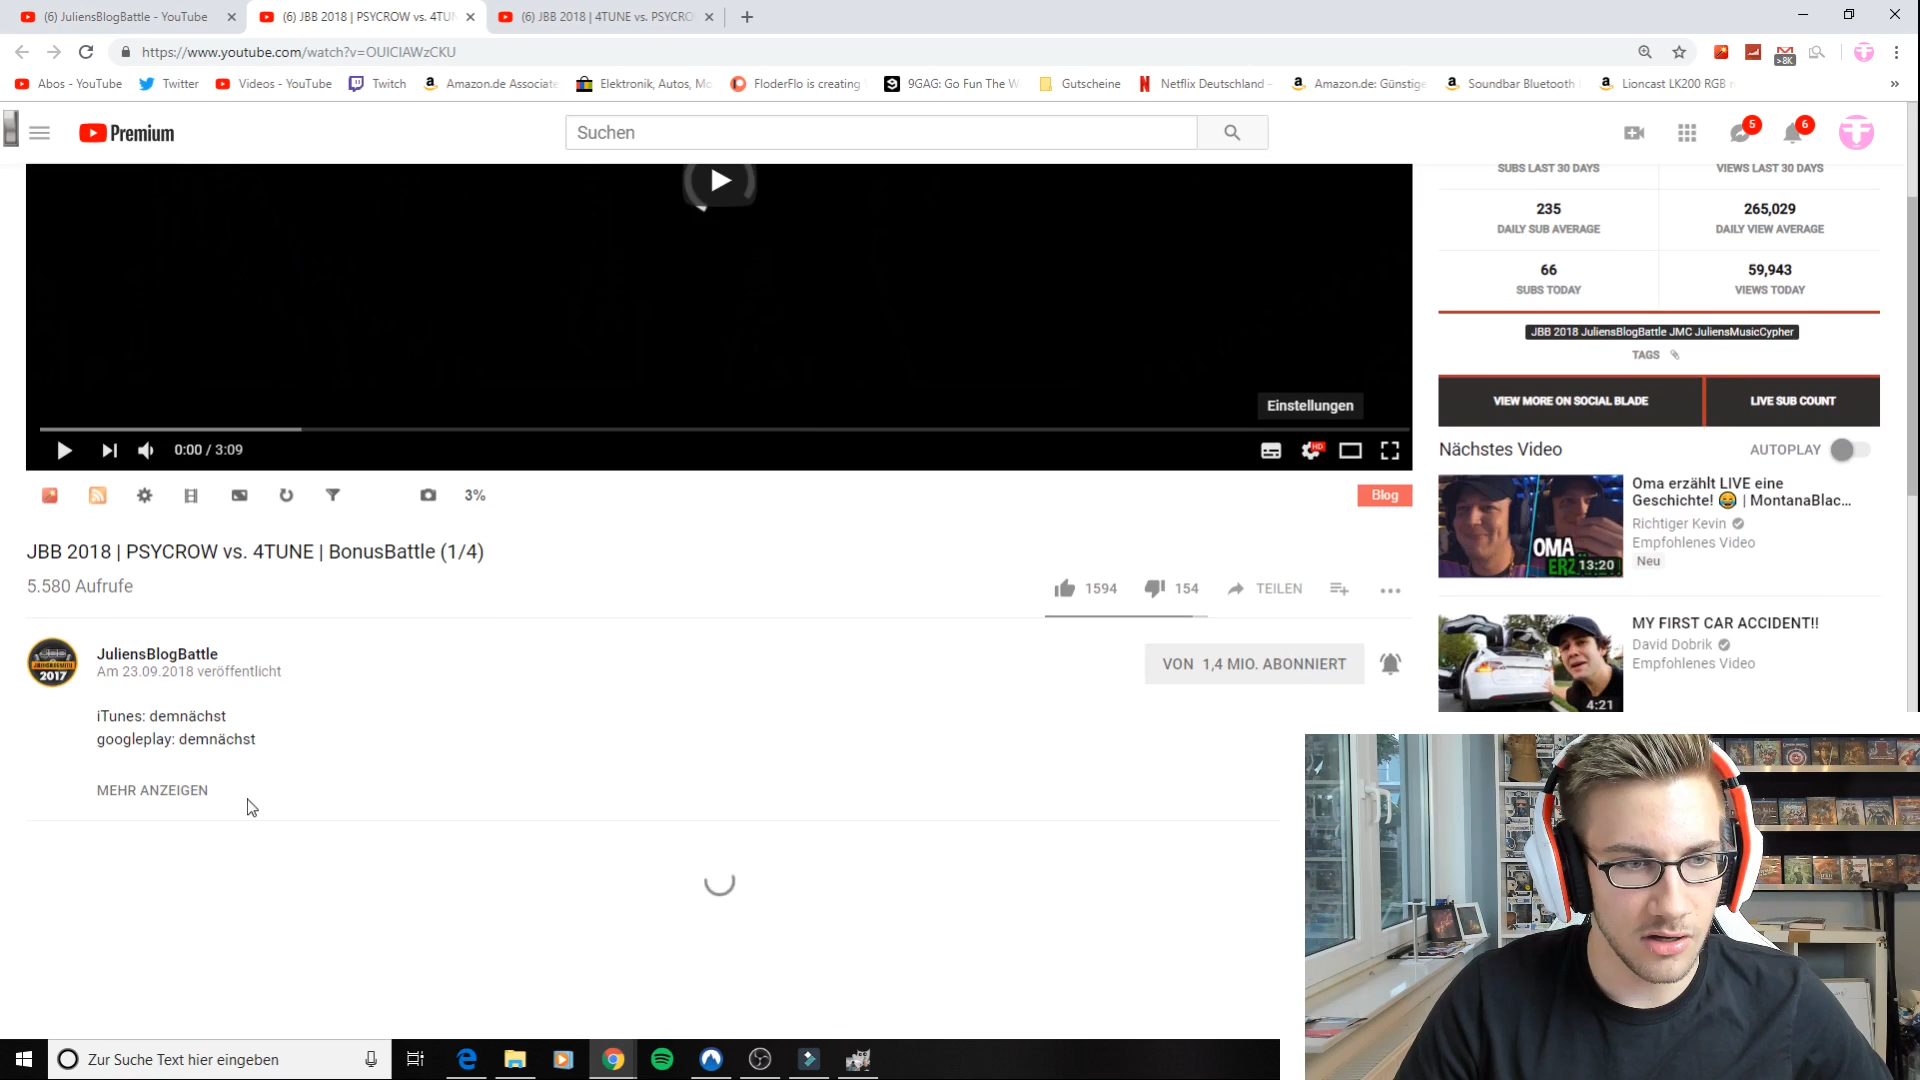 (6) JuliensBlogBattle - YouTube
(6) JBB 2018 | PSYCROW vs. 4TUN
(6) JBB 2018 | 4TUNE vs. PSYCRO
https://www.youtube.com/watch?v=OUlCIAWzCKU
>8K
Abos - YouTube
Twitter
Videos - YouTube
Twitch
Amazon.de Associate
Elektronik, Autos, Mo
FloderFlo is creating
9GAG: Go Fun The W
Gutscheine
Netflix Deutschland -
Amazon.de: Günstige
Soundbar Bluetooth
Lioncast LK200 RGB
»
Premium
Suchen
5
6
SUBS LAST 30 DAYS
VIEWS LAST 30 DAYS
235
DAILY SUB AVERAGE
265,029
DAILY VIEW AVERAGE
66
SUBS TODAY
59,943
VIEWS TODAY
JBB 2018 JuliensBlogBattle JMC JuliensMusicCypher
TAGS
VIEW MORE ON SOCIAL BLADE
LIVE SUB COUNT
Einstellungen
0:00 / 3:09
HD
3%
Blog
JBB 2018 | PSYCROW vs. 4TUNE | BonusBattle (1/4)
5.580 Aufrufe
1594
154
TEILEN
2017
JuliensBlogBattle
Am 23.09.2018 veröffentlicht
VON 1,4 MIO. ABONNIERT
iTunes: demnächst
googleplay: demnächst
MEHR ANZEIGEN
Nächstes Video
AUTOPLAY
OMA
ERZ
13:20
Oma erzählt LIVE eine
Geschichte! 😂 | MontanaBlac...
Richtiger Kevin
Empfohlenes Video
Neu
4:21
MY FIRST CAR ACCIDENT!!
David Dobrik
Empfohlenes Video
Zur Suche Text hier eingeben